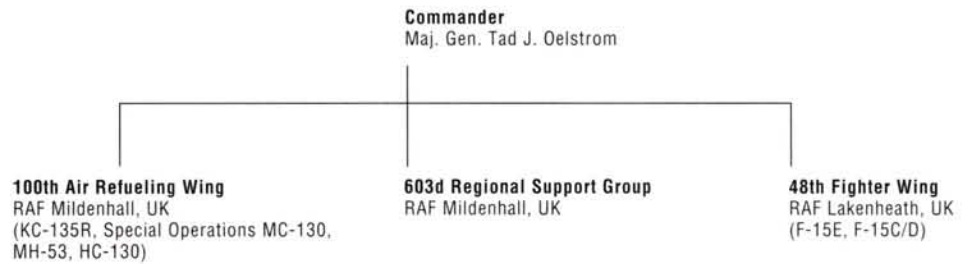 Commander
Maj. Gen. Tad J. Oelstrom
100th Air Refueling Wing
RAF Mildenhall, UK
(KC-135R, Special Operations MC-130,
MH-53, HC-130)
603d Regional Support Group
RAF Mildenhall, UK
48th Fighter Wing
RAF Lakenheath, UK
(F-15E, F-15C/D)